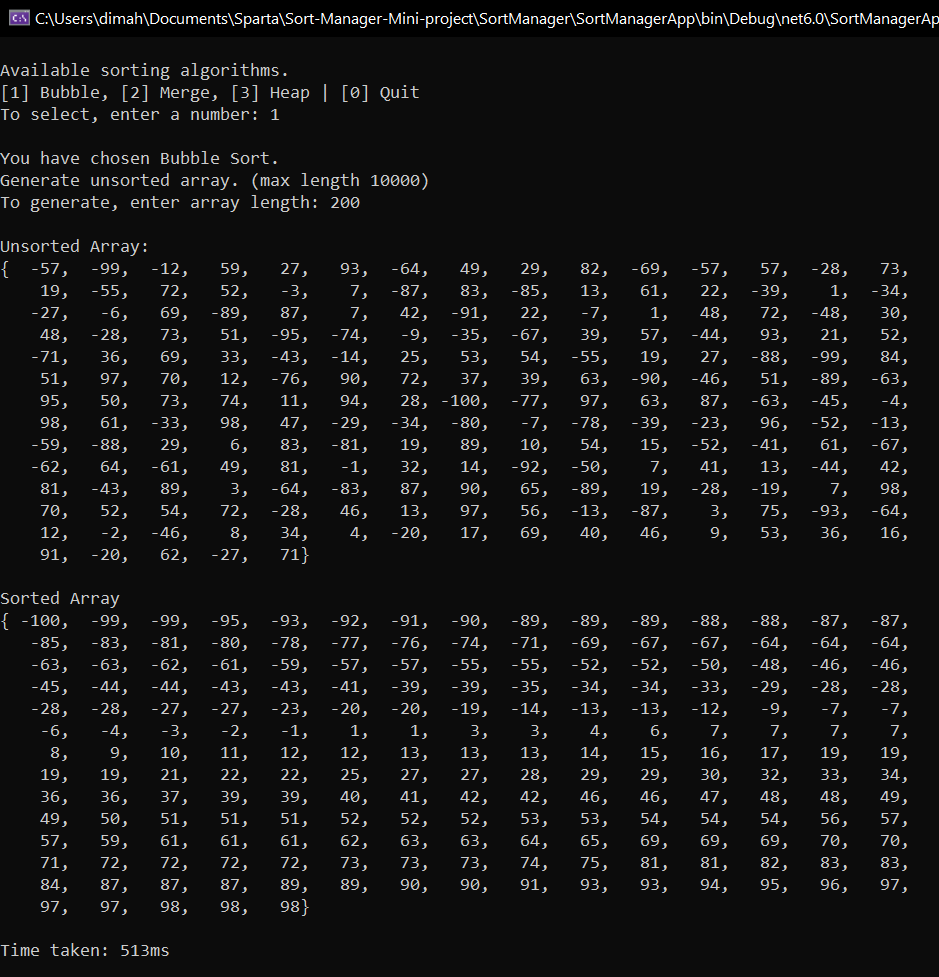 C:\Users\dimah\Documents\Sparta\Sort-Manager-Mini-project\SortManager\SortManagerApp\bin\Debug\net6.0\SortManagerAp
Available sorting algorithms.
[1] Bubble, [2] Merge, [3] Heap | [0] Quit
To select, enter a number: 1
You have chosen Bubble Sort.
Generate unsorted array. (max length 10000)
To generate, enter array length: 200
Unsorted Array:
{  -57,  -99,  -12,   59,   27,   93,  -64,   49,   29,   82,  -69,  -57,   57,  -28,   73,
    19,  -55,   72,   52,   -3,    7,  -87,   83,  -85,   13,   61,   22,  -39,    1,  -34,
   -27,   -6,   69,  -89,   87,    7,   42,  -91,   22,   -7,    1,   48,   72,  -48,   30,
    48,  -28,   73,   51,  -95,  -74,   -9,  -35,  -67,   39,   57,  -44,   93,   21,   52,
   -71,   36,   69,   33,  -43,  -14,   25,   53,   54,  -55,   19,   27,  -88,  -99,   84,
    51,   97,   70,   12,  -76,   90,   72,   37,   39,   63,  -90,  -46,   51,  -89,  -63,
    95,   50,   73,   74,   11,   94,   28, -100,  -77,   97,   63,   87,  -63,  -45,   -4,
    98,   61,  -33,   98,   47,  -29,  -34,  -80,   -7,  -78,  -39,  -23,   96,  -52,  -13,
   -59,  -88,   29,    6,   83,  -81,   19,   89,   10,   54,   15,  -52,  -41,   61,  -67,
   -62,   64,  -61,   49,   81,   -1,   32,   14,  -92,  -50,    7,   41,   13,  -44,   42,
    81,  -43,   89,    3,  -64,  -83,   87,   90,   65,  -89,   19,  -28,  -19,    7,   98,
    70,   52,   54,   72,  -28,   46,   13,   97,   56,  -13,  -87,    3,   75,  -93,  -64,
    12,   -2,  -46,    8,   34,    4,  -20,   17,   69,   40,   46,    9,   53,   36,   16,
    91,  -20,   62,  -27,   71}
Sorted Array
{ -100,  -99,  -99,  -95,  -93,  -92,  -91,  -90,  -89,  -89,  -89,  -88,  -88,  -87,  -87,
   -85,  -83,  -81,  -80,  -78,  -77,  -76,  -74,  -71,  -69,  -67,  -67,  -64,  -64,  -64,
   -63,  -63,  -62,  -61,  -59,  -57,  -57,  -55,  -55,  -52,  -52,  -50,  -48,  -46,  -46,
   -45,  -44,  -44,  -43,  -43,  -41,  -39,  -39,  -35,  -34,  -34,  -33,  -29,  -28,  -28,
   -28,  -28,  -27,  -27,  -23,  -20,  -20,  -19,  -14,  -13,  -13,  -12,   -9,   -7,   -7,
    -6,   -4,   -3,   -2,   -1,    1,    1,    3,    3,    4,    6,    7,    7,    7,    7,
     8,    9,   10,   11,   12,   12,   13,   13,   13,   14,   15,   16,   17,   19,   19,
    19,   19,   21,   22,   22,   25,   27,   27,   28,   29,   29,   30,   32,   33,   34,
    36,   36,   37,   39,   39,   40,   41,   42,   42,   46,   46,   47,   48,   48,   49,
    49,   50,   51,   51,   51,   52,   52,   52,   53,   53,   54,   54,   54,   56,   57,
    57,   59,   61,   61,   61,   62,   63,   63,   64,   65,   69,   69,   69,   70,   70,
    71,   72,   72,   72,   72,   73,   73,   73,   74,   75,   81,   81,   82,   83,   83,
    84,   87,   87,   87,   89,   89,   90,   90,   91,   93,   93,   94,   95,   96,   97,
    97,   97,   98,   98,   98}
Time taken: 513ms